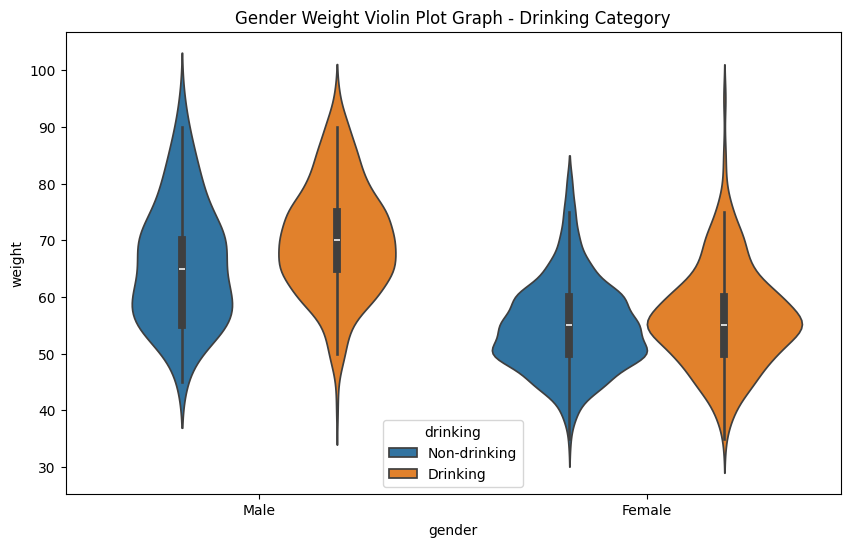 Gender Weight Violin Plot Graph - Drinking Category
weight
100
90
80
70
60
50
40
30
drinking
Non-drinking
Drinking
Male
Female
gender